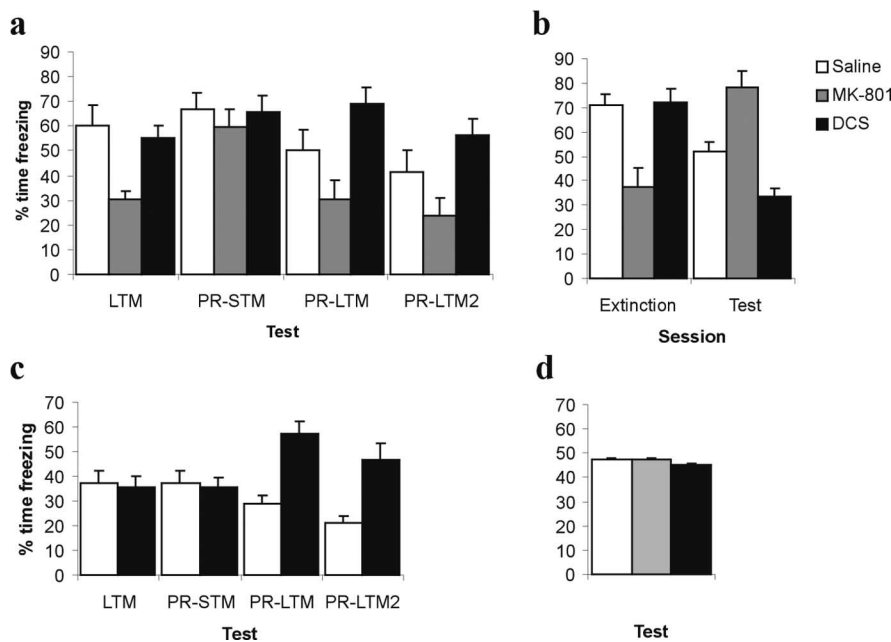 a
% time freezing
90
80
70
60
50
40
30
20
10
0
LTM PR-STM PR-LTM PR-LTM2
Test
b
90
80
70
60
50
40
30
20
10
0
Extinction Test
Session
Saline
MK-801
DCS
c
% time freezing
70
60
50
40
30
20
10
0
LTM PR-STM PR-LTM PR-LTM2
Test
d
70
60
50
40
30
20
10
0
Test